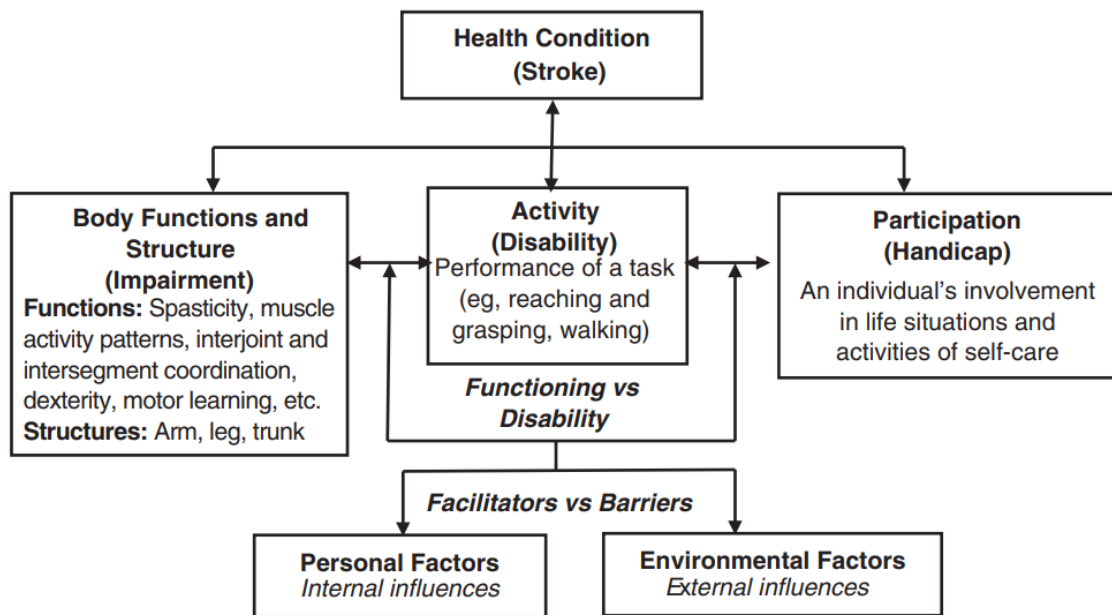 Health Condition
(Stroke)
Body Functions and
Structure
(Impairment)
Functions: Spasticity, muscle
activity patterns, interjoint and
intersegment coordination,
dexterity, motor learning, etc.
Structures: Arm, leg, trunk
Activity
(Disability)
Performance of a task
(eg, reaching and
grasping, walking)
Participation
(Handicap)
An individual’s involvement
in life situations and
activities of self-care
Functioning vs
Disability
Facilitators vs Barriers
Personal Factors
Internal influences
Environmental Factors
External influences